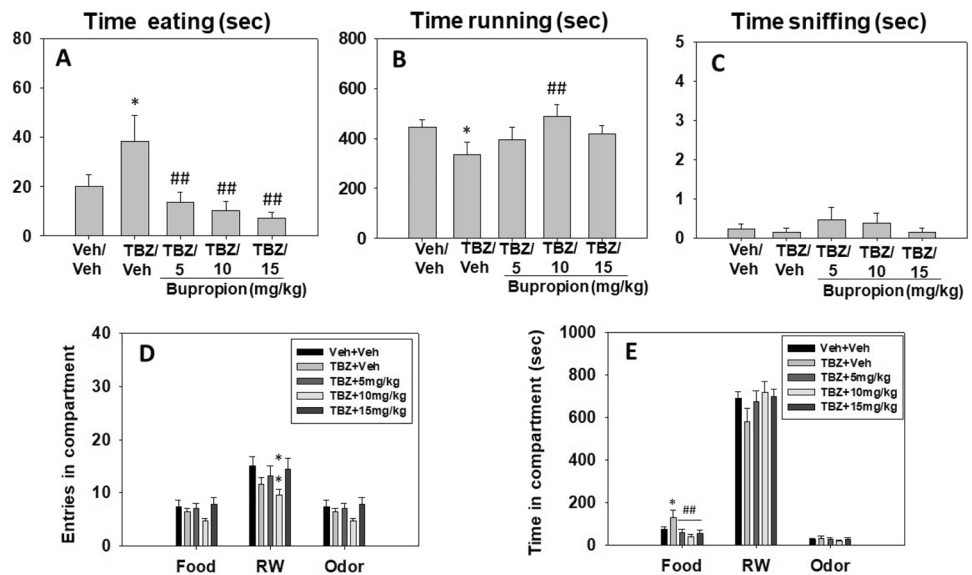 Time eating (sec)
A
80
60
40
20
0
*
##
##
##
Veh/
Veh
TBZ/
Veh
TBZ/
5
TBZ/
10
TBZ/
15
Bupropion (mg/kg)
Time running (sec)
B
800
600
400
200
0
*
##
Veh/
Veh
TBZ/
Veh
TBZ/
5
TBZ/
10
TBZ/
15
Bupropion (mg/kg)
Time sniffing (sec)
C
5
4
3
2
1
0
Veh/
Veh
TBZ/
Veh
TBZ/
5
TBZ/
10
TBZ/
15
Bupropion (mg/kg)
D
Entries in compartment
40
30
20
10
0
Veh+Veh
TBZ+Veh
TBZ+5mg/kg
TBZ+10mg/kg
TBZ+15mg/kg
*
*
Food RW Odor
E
Time in compartment (sec)
1000
800
600
400
200
0
Veh+Veh
TBZ+Veh
TBZ+5mg/kg
TBZ+10mg/kg
TBZ+15mg/kg
*
##
Food RW Odor